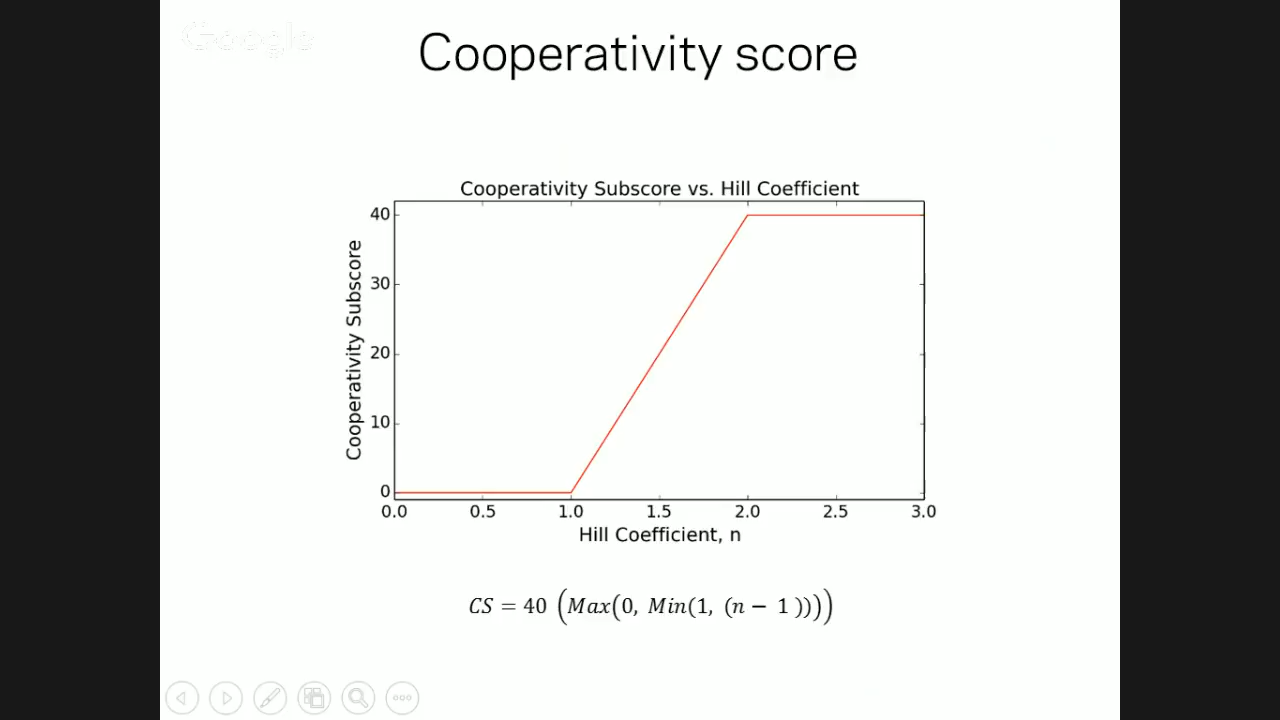 Google
Cooperativity score
Cooperativity Subscore vs. Hill Coefficient
Cooperativity Subscore
40
30
20
10
0
0.0 0.5 1.0 1.5 2.0 2.5 3.0
Hill Coefficient, n
CS = 40 (Max(0, Min(1, (n − 1))))